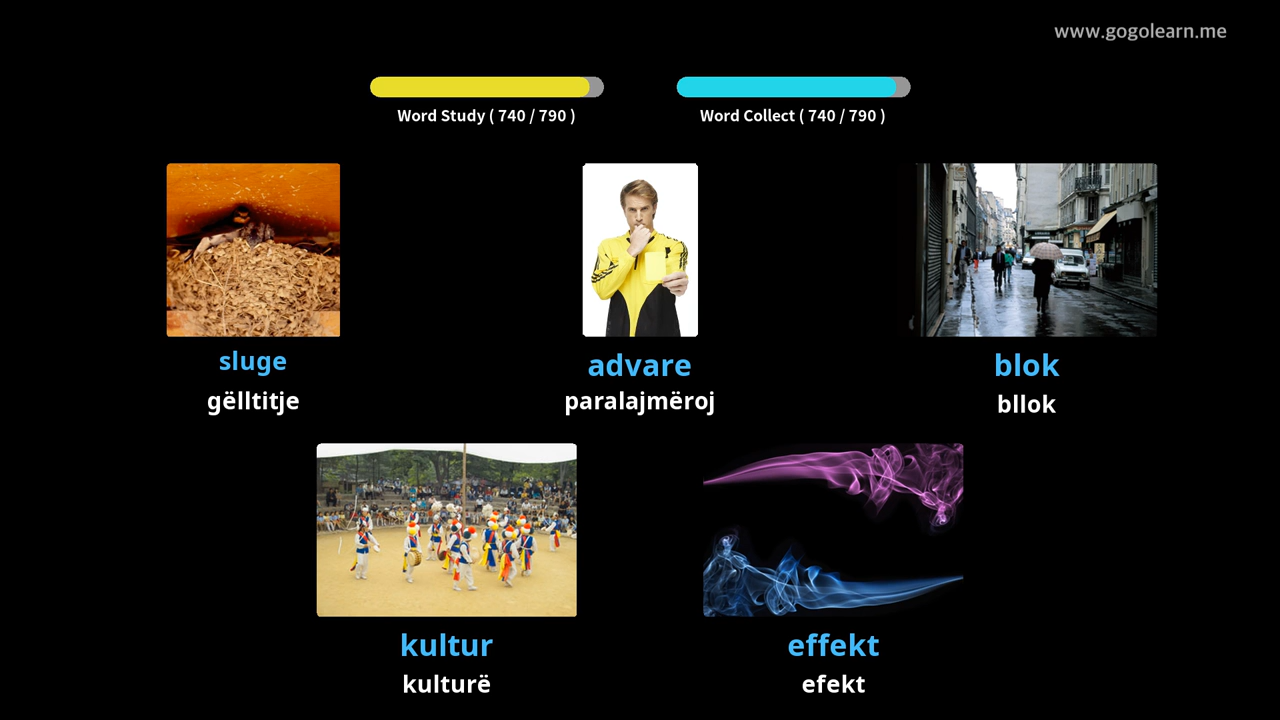 www.gogolearn.me
Word Study ( 740 / 790 )
Word Collect ( 740 / 790 )
sluge
gëlltitje
advare
paralajmëroj
blok
bllok
kultur
kulturë
effekt
efekt